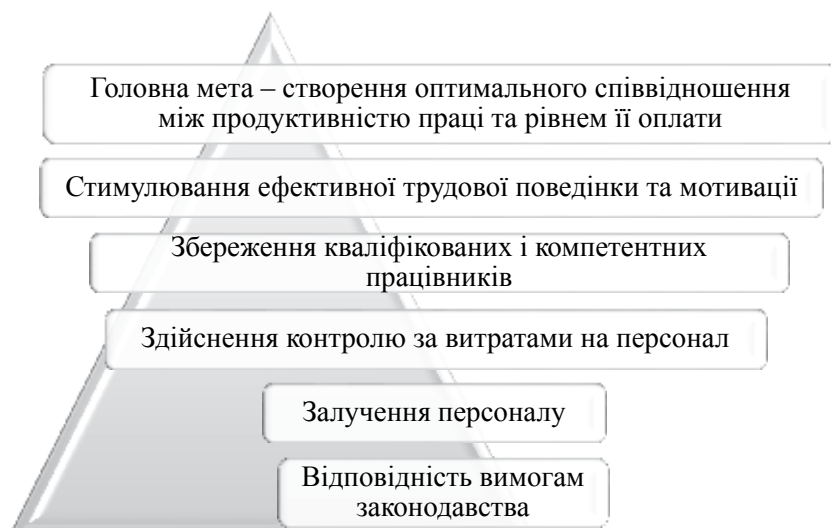 Головна мета – створення оптимального співвідношення
між продуктивністю праці та рівнем її оплати
Стимулювання ефективної трудової поведінки та мотивації
Збереження кваліфікованих і компетентних
працівників
Здійснення контролю за витратами на персонал
Залучення персоналу
Відповідність вимогам
законодавства